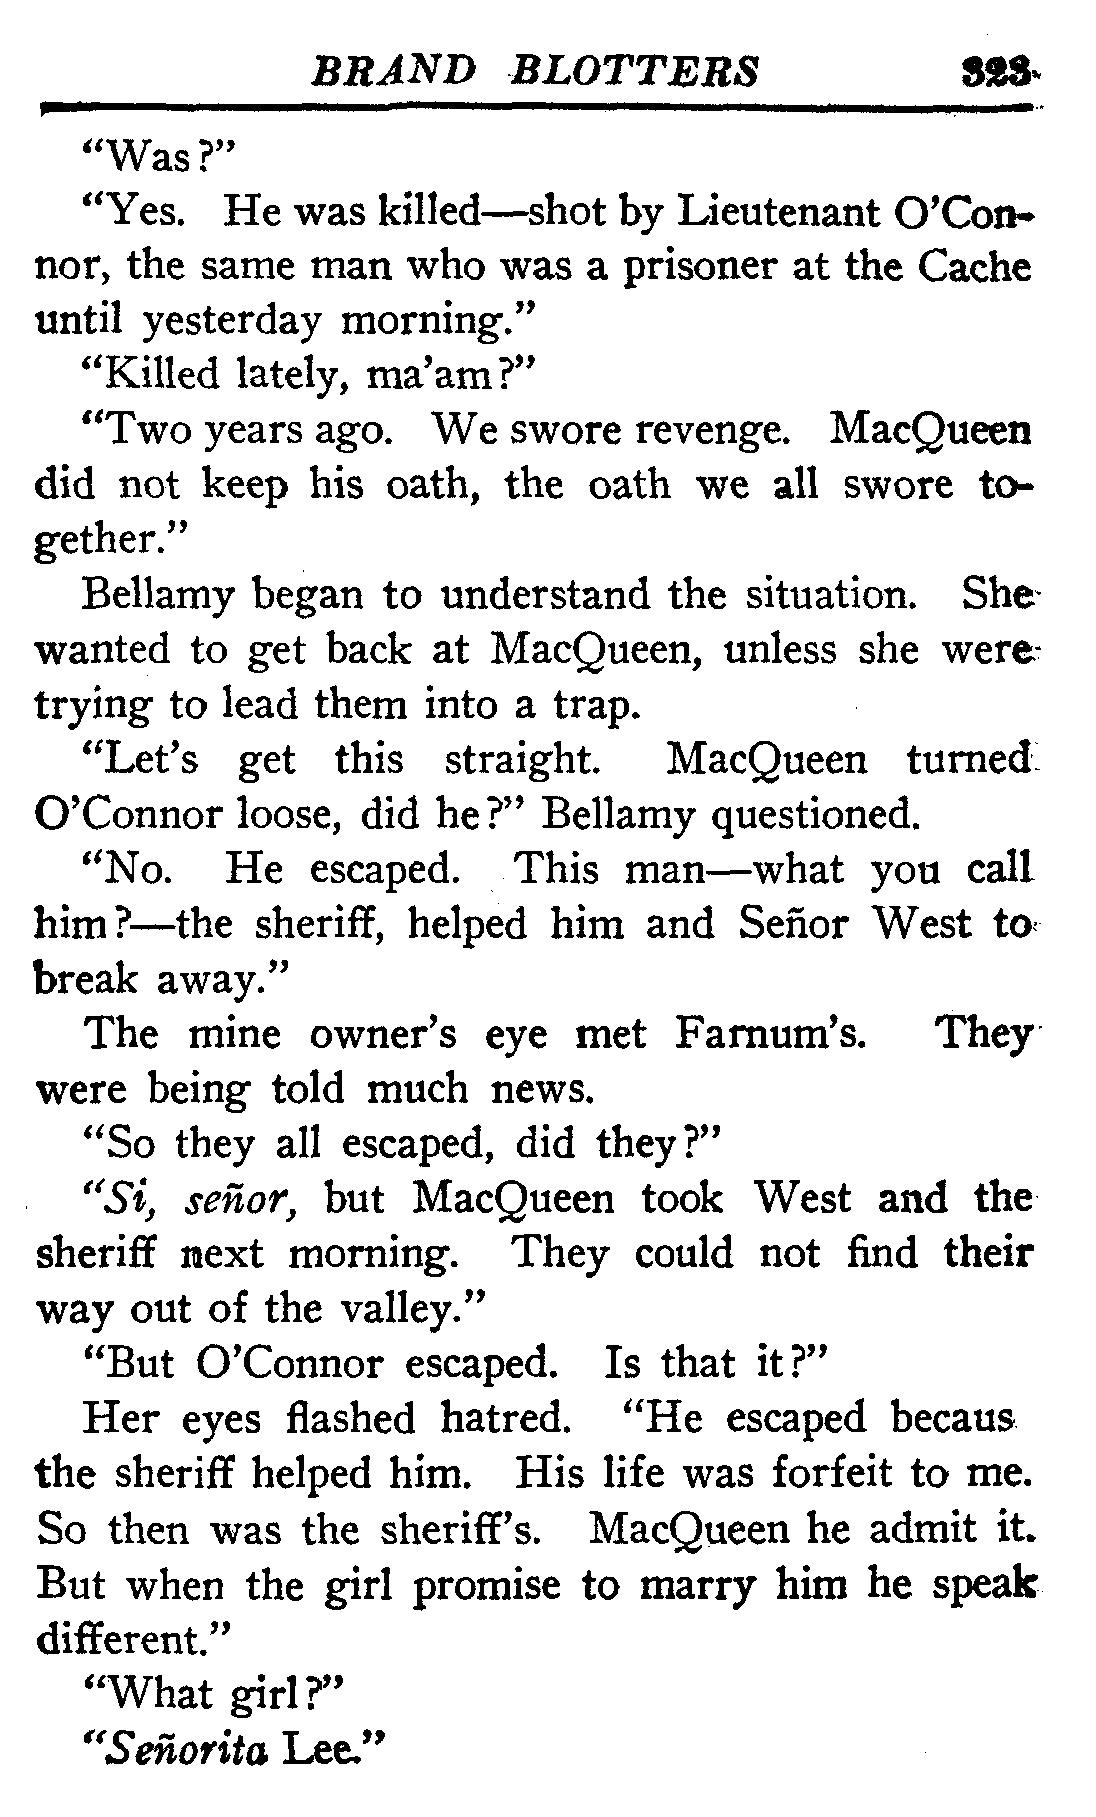 BRAND BLOTTERS 323
“Was?”
“Yes. He was killed—shot by Lieutenant O’Con-
nor, the same man who was a prisoner at the Cache
until yesterday morning.”
“Killed lately, ma’am?”
“Two years ago. We swore revenge. MacQueen
did not keep his oath, the oath we all swore to-
gether.”
Bellamy began to understand the situation. She
wanted to get back at MacQueen, unless she were
trying to lead them into a trap.
“Let’s get this straight. MacQueen turned
O’Connor loose, did he?” Bellamy questioned.
“No. He escaped. This man—what you call
him?—the sheriff, helped him and Señor West to
break away.”
The mine owner’s eye met Farnum’s. They
were being told much news.
“So they all escaped, did they?”
“Si, señor, but MacQueen took West and the
sheriff next morning. They could not find their
way out of the valley.”
“But O’Connor escaped. Is that it?”
Her eyes flashed hatred. “He escaped becaus
the sheriff helped him. His life was forfeit to me.
So then was the sheriff’s. MacQueen he admit it.
But when the girl promise to marry him he speak
different.”
“What girl?”
“Señorita Lee.”